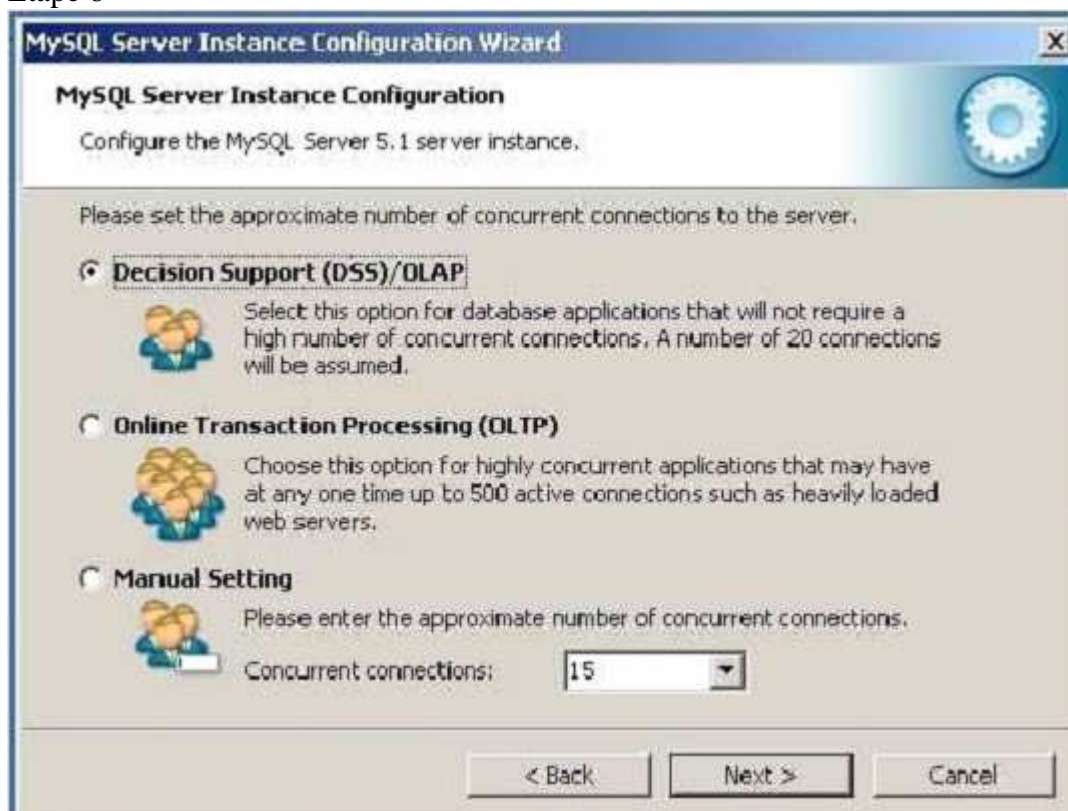 MySQL Server Instance Configuration Wizard
MySQL Server Instance Configuration
Configure the MySQL Server 5.1 server instance.
Please set the approximate number of concurrent connections to the server.
Decision Support (DSS)/OLAP
Select this option for database applications that will not require a
high number of concurrent connections. A number of 20 connections
will be assumed.
Online Transaction Processing (OLTP)
Choose this option for highly concurrent applications that may have
at any one time up to 500 active connections such as heavily loaded
web servers.
Manual Setting
Please enter the approximate number of concurrent connections.
Concurrent connections: 15
< Back Next > Cancel